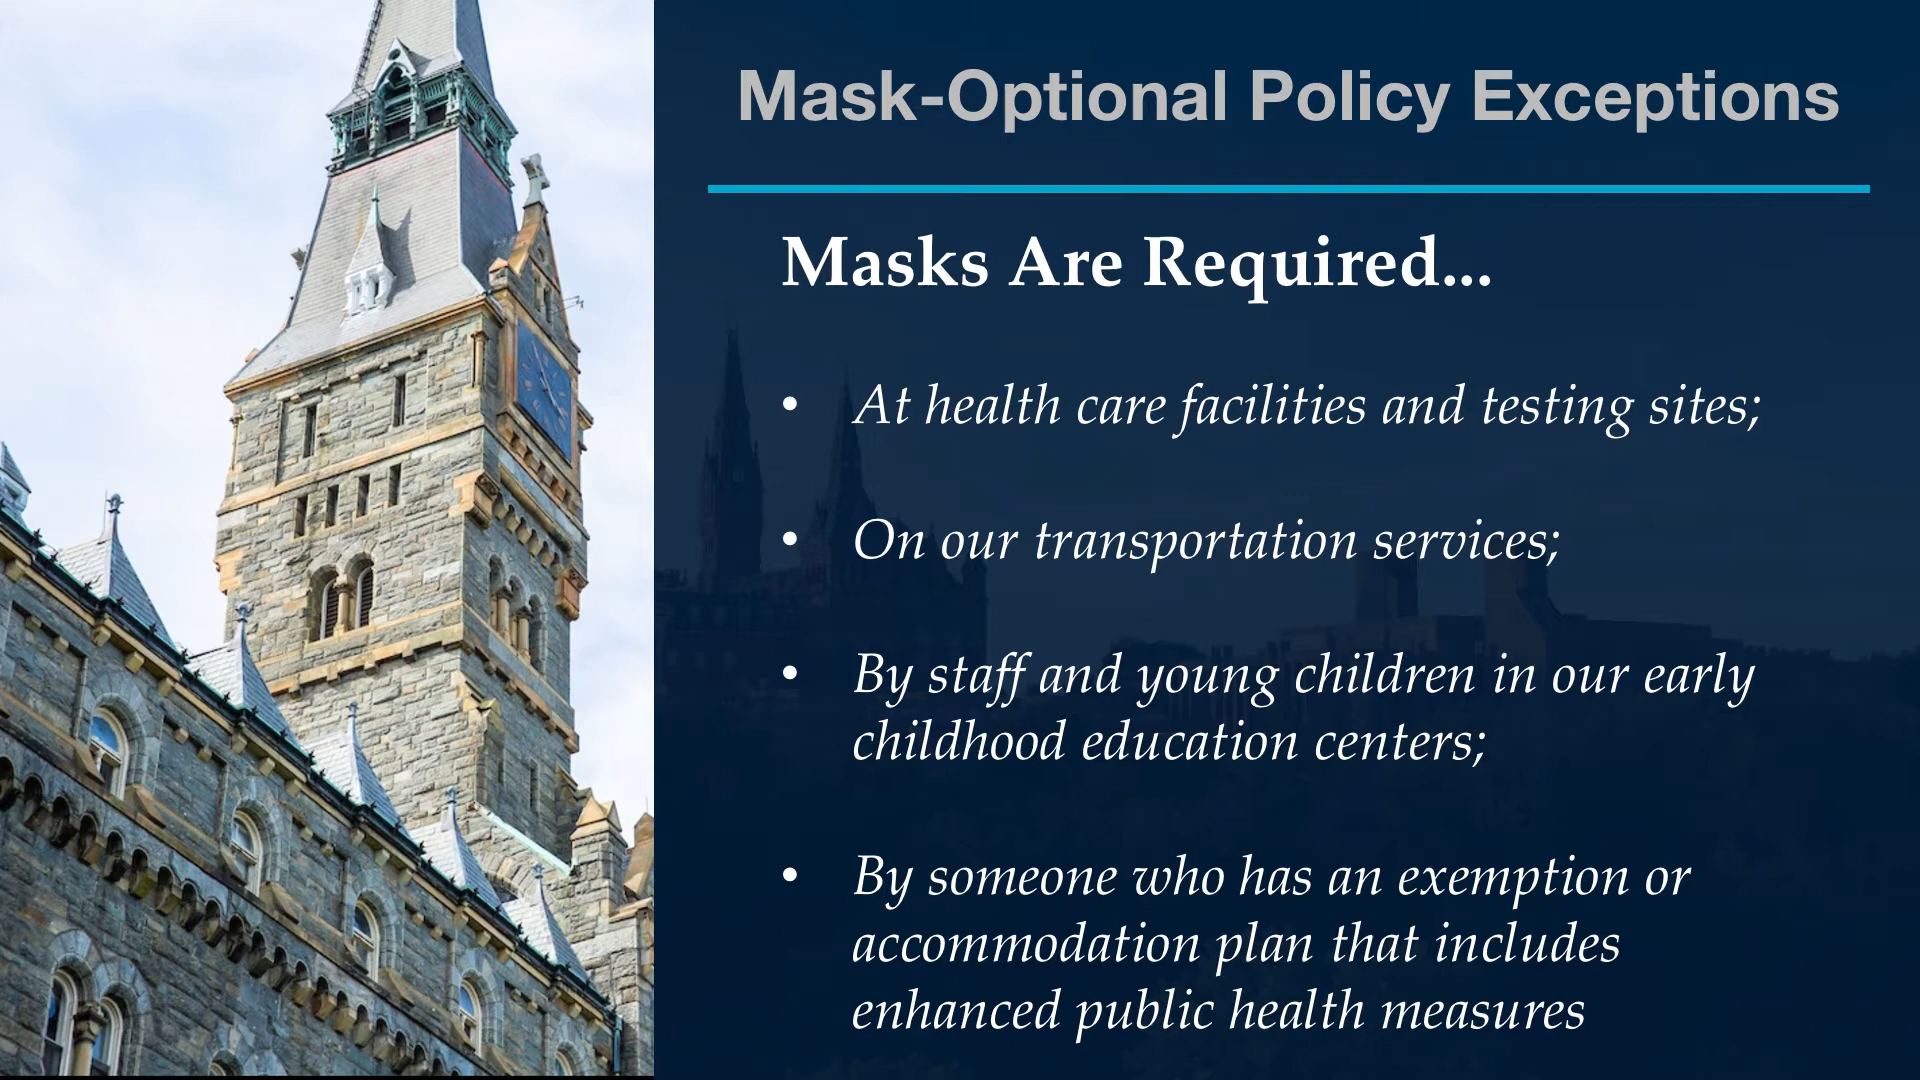 Mask-Optional Policy Exceptions
Masks Are Required...
• At health care facilities and testing sites;
• On our transportation services;
• By staff and young children in our early
childhood education centers;
• By someone who has an exemption or
accommodation plan that includes
enhanced public health measures